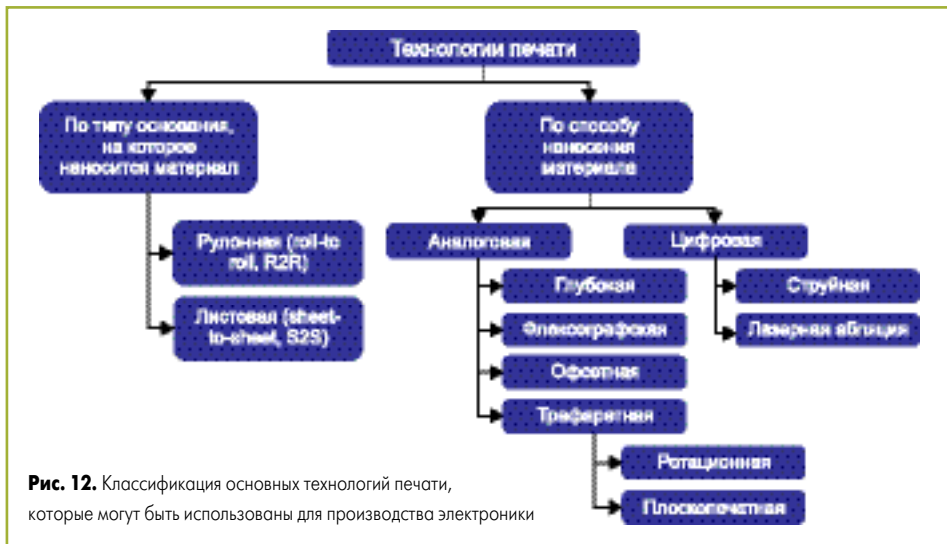 Технологии печати
По типу основания,
на которое
наносится материал
По способу
нанесения
материала
Рулонная (roll-to
roll, R2R)
Листовая (sheet-
to-sheet, S2S)
Аналоговая
Глубокая
Флексографская
Офсетная
Трафаретная
Ротационная
Плоскопечатная
Цифровая
Струйная
Лазерная абляция
Рис. 12. Классификация основных технологий печати,
которые могут быть использованы для производства электроники